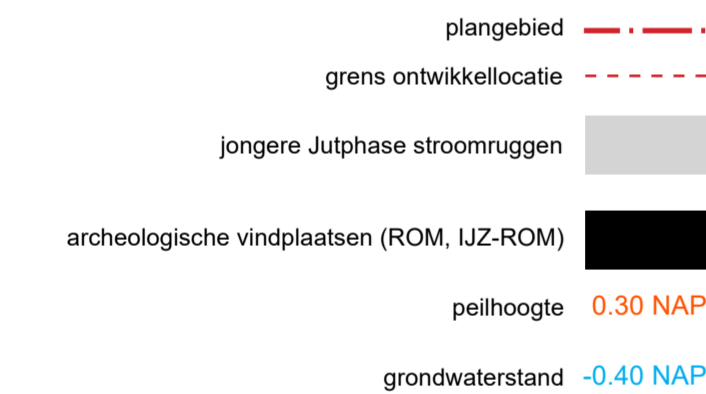 plangebied
grens ontwikkellocatie
jongere Jutphase stroomruggen
archeologische vindplaatsen (ROM, IJZ-ROM)
peilhoogte 0.30 NAP
grondwaterstand -0.40 NAP